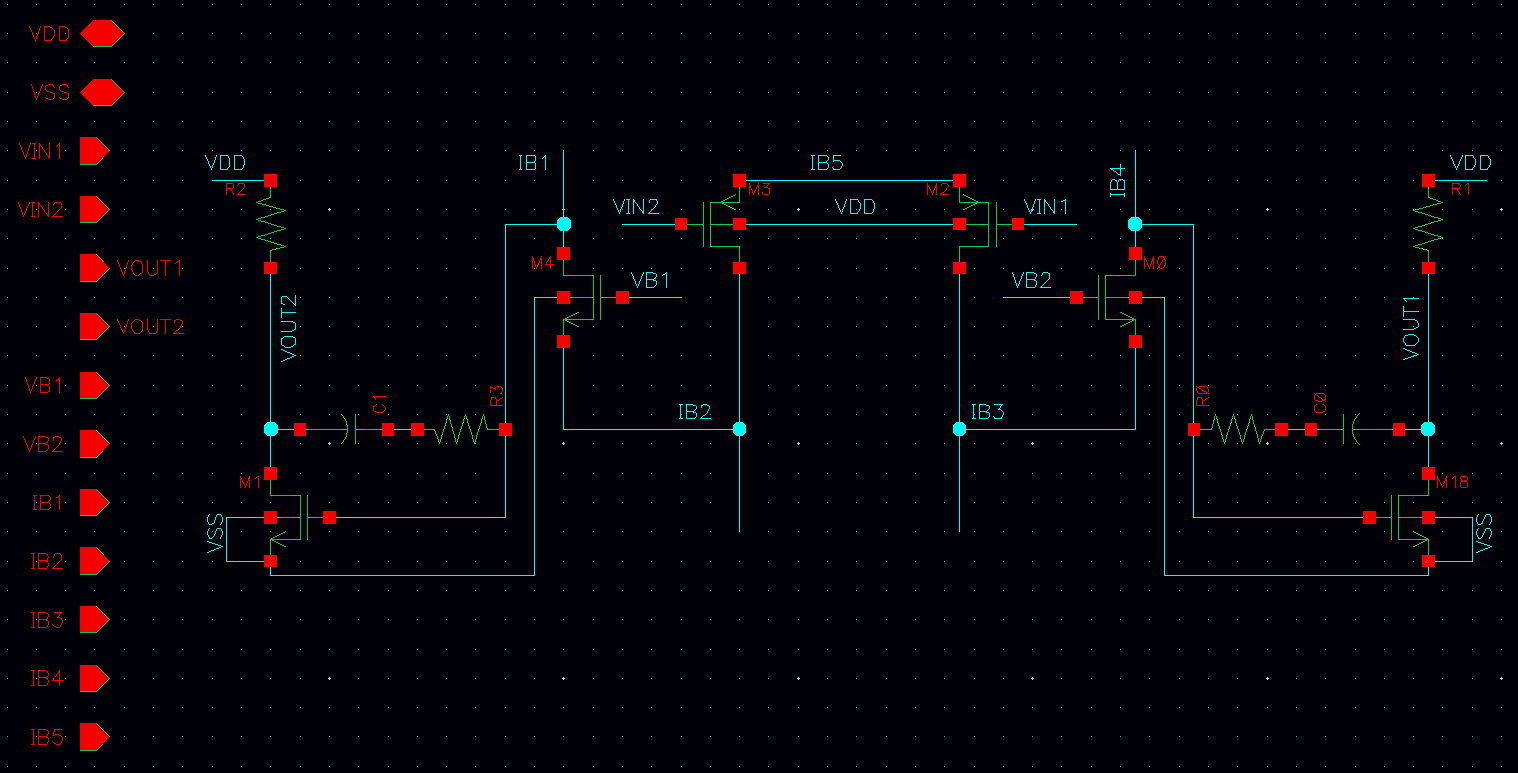 VDD
VSS
VIN1
VIN2
VOUT1
VOUT2
VB1
VB2
IB1
IB2
IB3
IB4
IB5
VDD
R2
VOUT2
C1
R3
M1
VSS
IB1
M4
VB1
IB2
VIN2
M3
IB5
VDD
M2
VIN1
IB3
IB4
VB2
M0
R0
C0
VDD
R1
VOUT1
M18
VSS